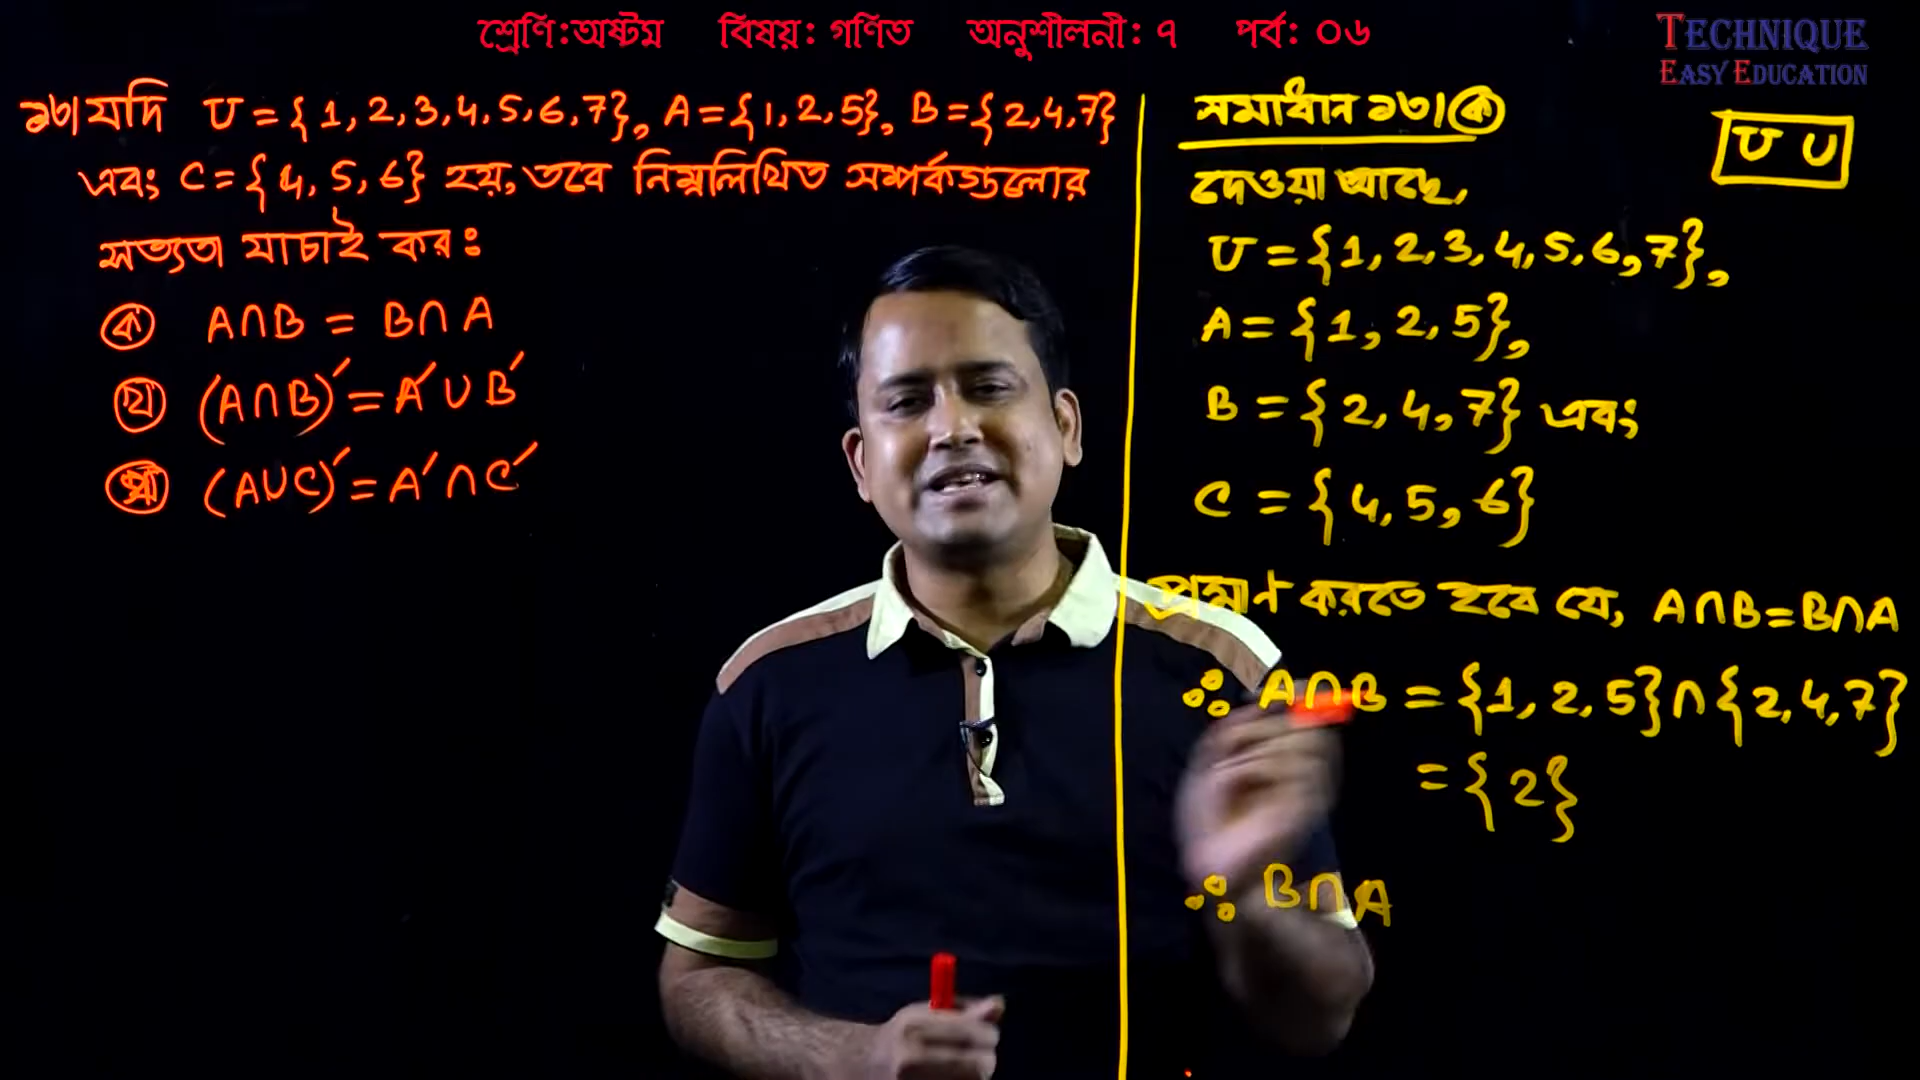 শ্রেণি:অষ্টম বিষয়: গণিত অনুশীলনী: ৭ পর্ব: ০৬
TECHNIQUE
EASY EDUCATION
১৩। যদি U = {1, 2, 3, 4, 5, 6, 7}, A = {1, 2, 5}, B = {2, 4, 7}
এবং C = {4, 5, 6} হয়, তবে নিম্নলিখিত সম্পর্কগুলোর
সত্যতা যাচাই কর:
ক A∩B = B∩A
খ (A∩B)′ = A′∪B′
(A∪C)′ = A′∩C′
সমাধান ১৩। ক
U U
দেওয়া আছে,
U = {1, 2, 3, 4, 5, 6, 7},
A = {1, 2, 5},
B = {2, 4, 7} এবং
C = {4, 5, 6}
প্রমাণ করতে হবে যে, A∩B = B∩A
∴ A∩B = {1, 2, 5}∩{2, 4, 7}
= {2}
∴ B∩A